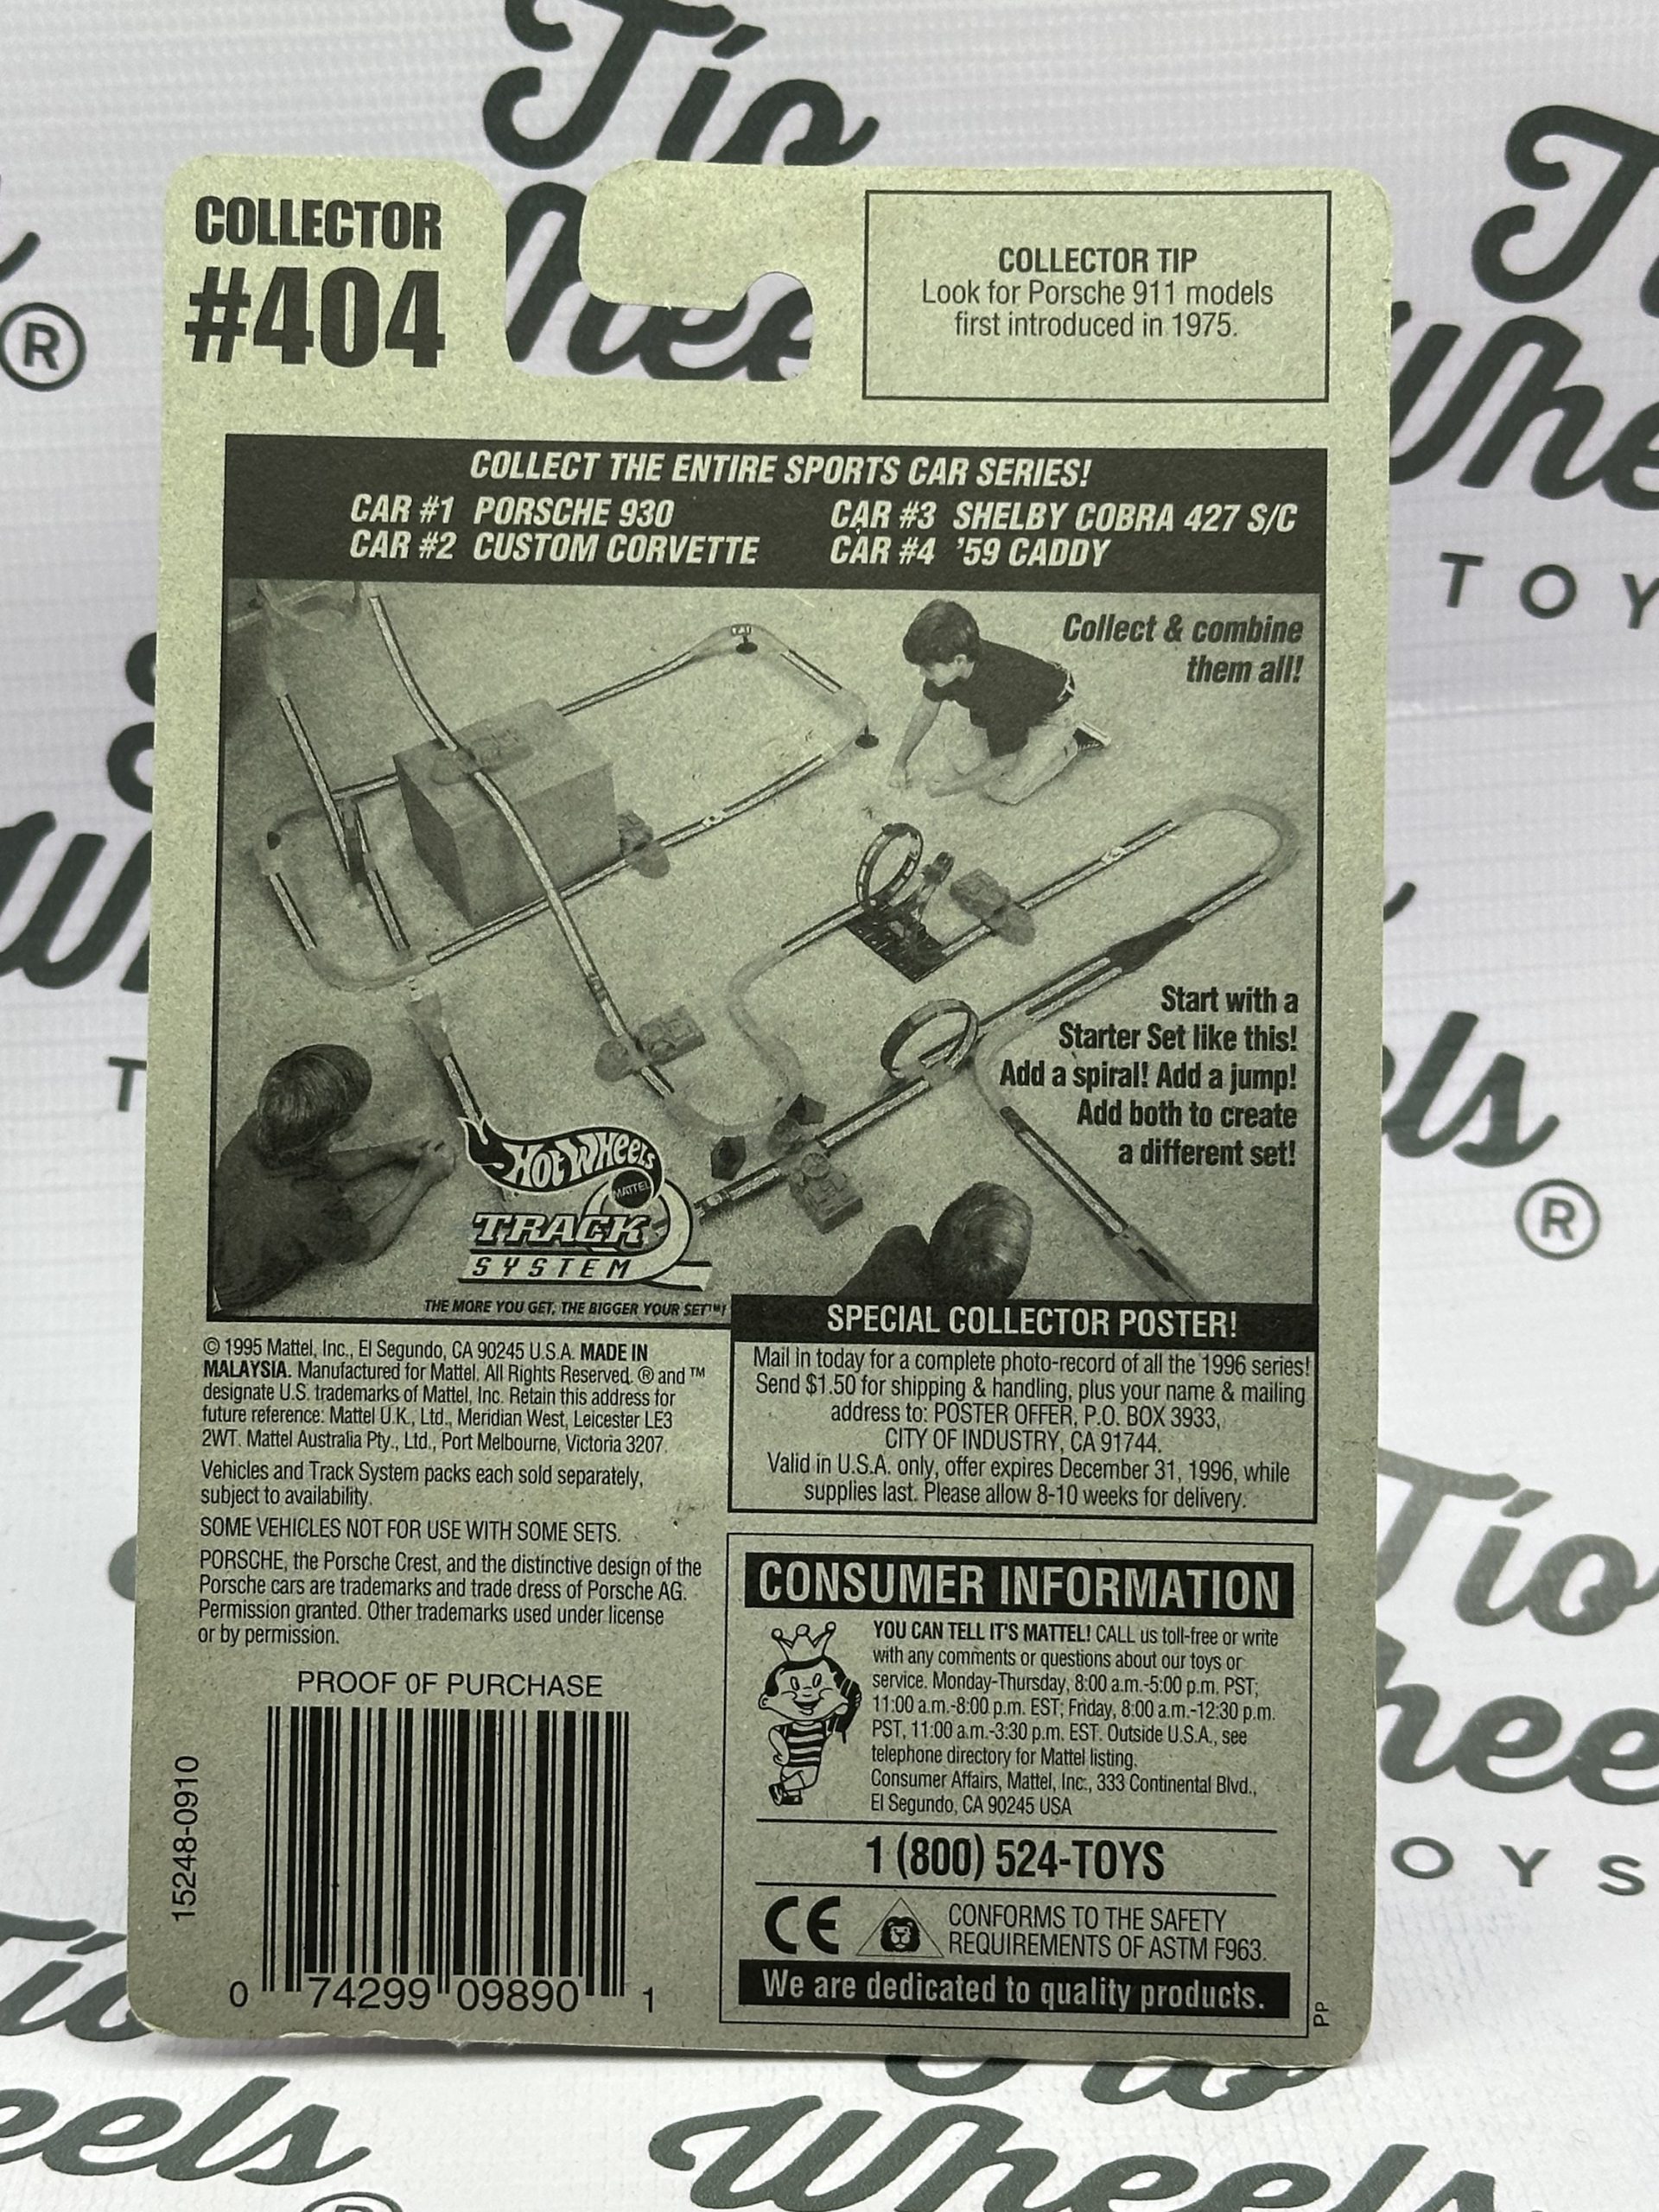 Tio
Wheels
®
TOYS
COLLECTOR
#404
COLLECTOR TIP
Look for Porsche 911 models
first introduced in 1975.
COLLECT THE ENTIRE SPORTS CAR SERIES!
CAR #1 PORSCHE 930
CAR #2 CUSTOM CORVETTE
CAR #3 SHELBY COBRA 427 S/C
CAR #4 '59 CADDY
Collect & combine
them all!
Start with a
Starter Set like this!
Add a spiral! Add a jump!
Add both to create
a different set!
HOT WHEELS
MATTEL
TRACK
SYSTEM
THE MORE YOU GET, THE BIGGER YOUR SET™!
© 1995 Mattel, Inc., El Segundo, CA 90245 U.S.A. MADE IN
MALAYSIA. Manufactured for Mattel. All Rights Reserved. ® and ™
designate U.S. trademarks of Mattel, Inc. Retain this address for
future reference: Mattel U.K., Ltd., Meridian West, Leicester LE3
2WT. Mattel Australia Pty., Ltd., Port Melbourne, Victoria 3207.
Vehicles and Track System packs each sold separately,
subject to availability.
SOME VEHICLES NOT FOR USE WITH SOME SETS.
PORSCHE, the Porsche Crest, and the distinctive design of the
Porsche cars are trademarks and trade dress of Porsche AG.
Permission granted. Other trademarks used under license
or by permission.
PROOF OF PURCHASE
15248-0910
0 74299 09890 1
SPECIAL COLLECTOR POSTER!
Mail in today for a complete photo-record of all the 1996 series!
Send $1.50 for shipping & handling, plus your name & mailing
address to: POSTER OFFER, P.O. BOX 3933,
CITY OF INDUSTRY, CA 91744.
Valid in U.S.A. only, offer expires December 31, 1996, while
supplies last. Please allow 8-10 weeks for delivery.
CONSUMER INFORMATION
YOU CAN TELL IT'S MATTEL! CALL us toll-free or write
with any comments or questions about our toys or
service. Monday-Thursday, 8:00 a.m.-5:00 p.m. PST;
11:00 a.m.-8:00 p.m. EST; Friday, 8:00 a.m.-12:30 p.m.
PST, 11:00 a.m.-3:30 p.m. EST. Outside U.S.A., see
telephone directory for Mattel listing.
Consumer Affairs, Mattel, Inc., 333 Continental Blvd.,
El Segundo, CA 90245 USA
1 (800) 524-TOYS
CE
CONFORMS TO THE SAFETY
REQUIREMENTS OF ASTM F963.
We are dedicated to quality products.
PP